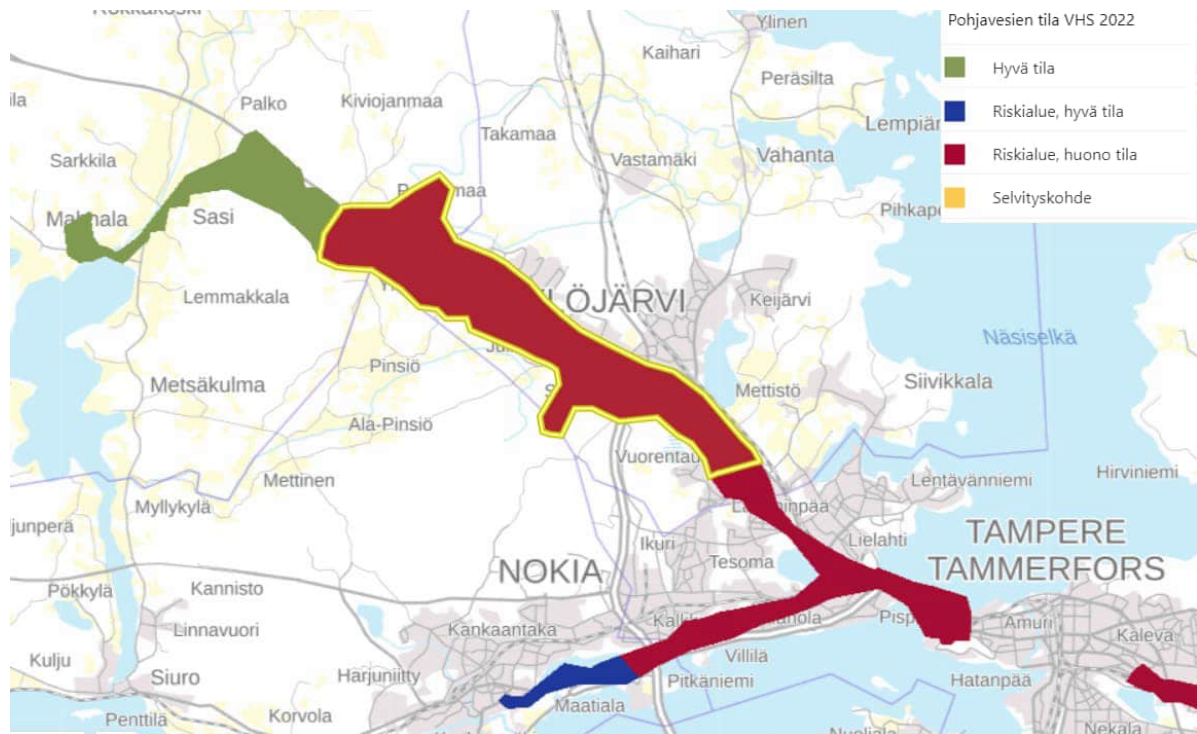 Ylinen
Pohjavesien tila VHS 2022
Kaihari
Hyvä tila
Peräsilta
Palko
Kiviojanmaa
Riskialue, hyvä tila
Takamaa
Sarkkila
Vastamäki
Vahanta
Riskialue, huono tila
Selvityskohde
Sasi
Lemmakkala
Keijärvi
Näsiselkä
Pinsiö
Metsäkulma
Mettistö
Siivikkala
Ala-Pinsiö
Mettinen
Hirviniemi
Lentävänniemi
Myllykylä
TAMPERE
TAMMERFORS
Ikuri
Lielahti
Tesoma
NOKIA
Kannisto
Pökkylä
Linnavuori
Kankaantaka
Amuri
Kaleva
Villilä
Kulju
Siuro
Harjuniitty
Pitkäniemi
Hatanpää
Maatiala
Korvola
Penttilä
Nekala